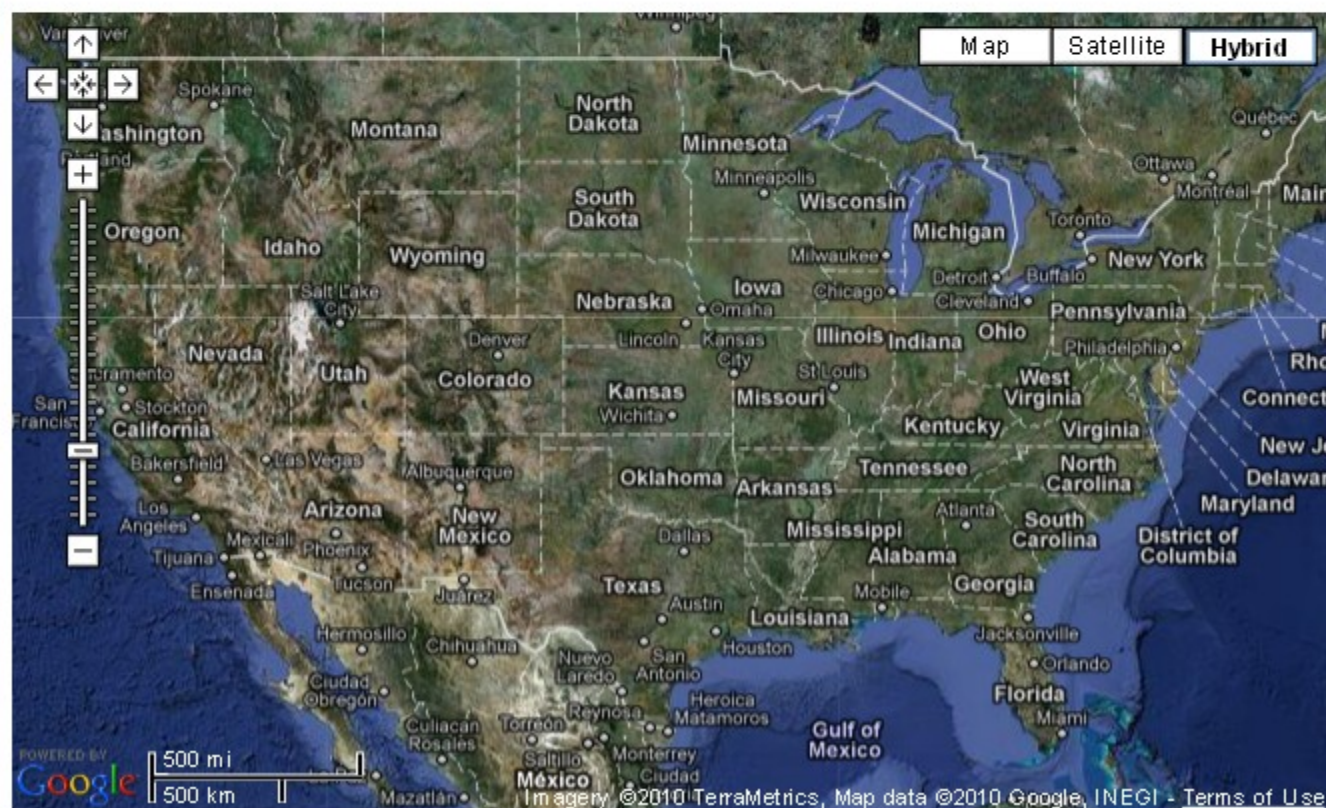 Winnipeg
Map Satellite Hybrid
Spokane
Washington
Montana
North
Dakota
Minnesota
Québec
Portland
Minneapolis
Ottawa
Montréal
South
Dakota
Wisconsin
Oregon
Idaho
Wyoming
Michigan
Toronto
Milwaukee
New York
Detroit
Buffalo
Iowa
Salt Lake
City
Nebraska
Omaha
Chicago
Cleveland
Pennsylvania
Nevada
Denver
Lincoln
Kansas
City
Illinois
Indiana
Ohio
Philadelphia
Utah
Colorado
Kansas
St Louis
Missouri
West
Virginia
Stockton
San
California
Wichita
Kentucky
Virginia
Bakersfield
Las Vegas
Albuquerque
Oklahoma
Arkansas
Tennessee
North
Carolina
Maryland
Los
Angeles
Arizona
New
Mexico
Mississippi
Atlanta
South
Carolina
District of
Columbia
Mexicali
Tijuana
Phoenix
Dallas
Alabama
Tucson
Ensenada
Juárez
Texas
Georgia
Austin
Louisiana
Mobile
Hermosillo
Chihuahua
San
Antonio
Houston
Jacksonville
Nuevo
Laredo
Orlando
Ciudad
Obregón
Florida
Miami
Culiacan
Rosales
Torreón
Reynosa
Heroica
Matamoros
Gulf of
Mexico
Saltillo
Monterrey
México
Ciudad
Mazatlán
POWERED BY
Google
500 mi
500 km
Imagery ©2010 TerraMetrics, Map data ©2010 Google, INEGI - Terms of Use